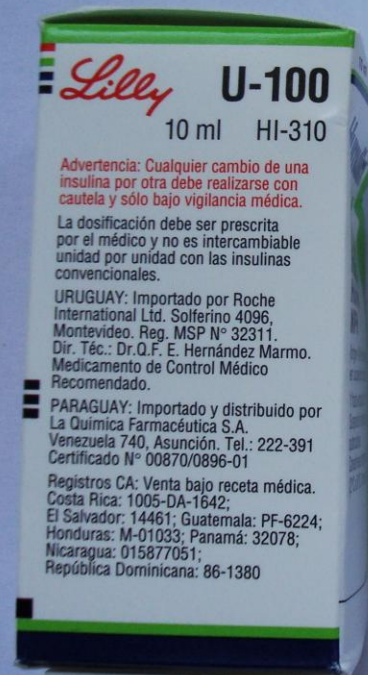 Lilly U-100
10 ml HI-310
Advertencia: Cualquier cambio de una
insulina por otra debe realizarse con
cautela y sólo bajo vigilancia médica.
La dosificación debe ser prescrita
por el médico y no es intercambiable
unidad por unidad con las insulinas
convencionales.
URUGUAY: Importado por Roche
International Ltd. Solferino 4096,
Montevideo. Reg. MSP N° 32311.
Dir. Téc.: Dr.Q.F. E. Hernández Marmo.
Medicamento de Control Médico
Recomendado.
PARAGUAY: Importado y distribuido por
La Quimica Farmacéutica S.A.
Venezuela 740, Asunción. Tel.: 222-391
Certificado N° 00870/0896-01
Registros CA: Venta bajo receta médica.
Costa Rica: 1005-DA-1642;
El Salvador: 14461; Guatemala: PF-6224;
Honduras: M-01033; Panamá: 32078;
Nicaragua: 015877051;
República Dominicana: 86-1380